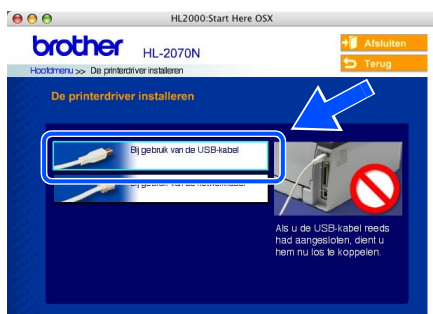 HL2000:Start Here OSX
brother HL-2070N
Afsluiten
Terug
Hoofdmenu >> De printerdriver installeren
De printerdriver installeren
Bij gebruik van de USB-kabel
Als u de USB-kabel reeds
had aangesloten, dient u
hem nu los te koppelen.